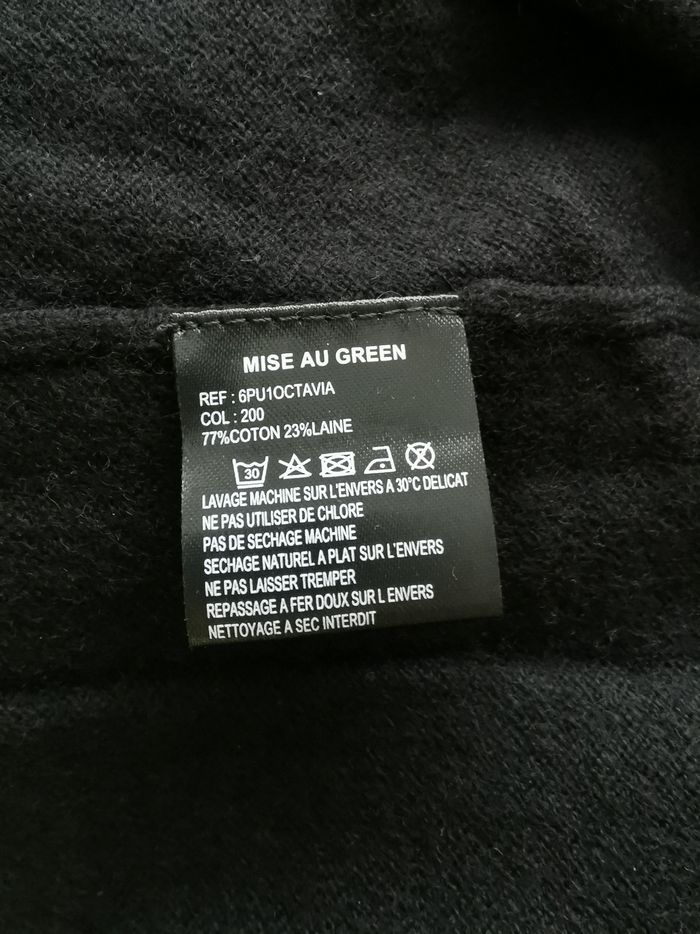 MISE AU GREEN
REF : 6PU1OCTAVIA
COL : 200
77%COTON 23%LAINE
30
LAVAGE MACHINE SUR L'ENVERS A 30°C DELICAT
NE PAS UTILISER DE CHLORE
PAS DE SECHAGE MACHINE
SECHAGE NATUREL A PLAT SUR L'ENVERS
NE PAS LAISSER TREMPER
REPASSAGE A FER DOUX SUR L ENVERS
NETTOYAGE A SEC INTERDIT